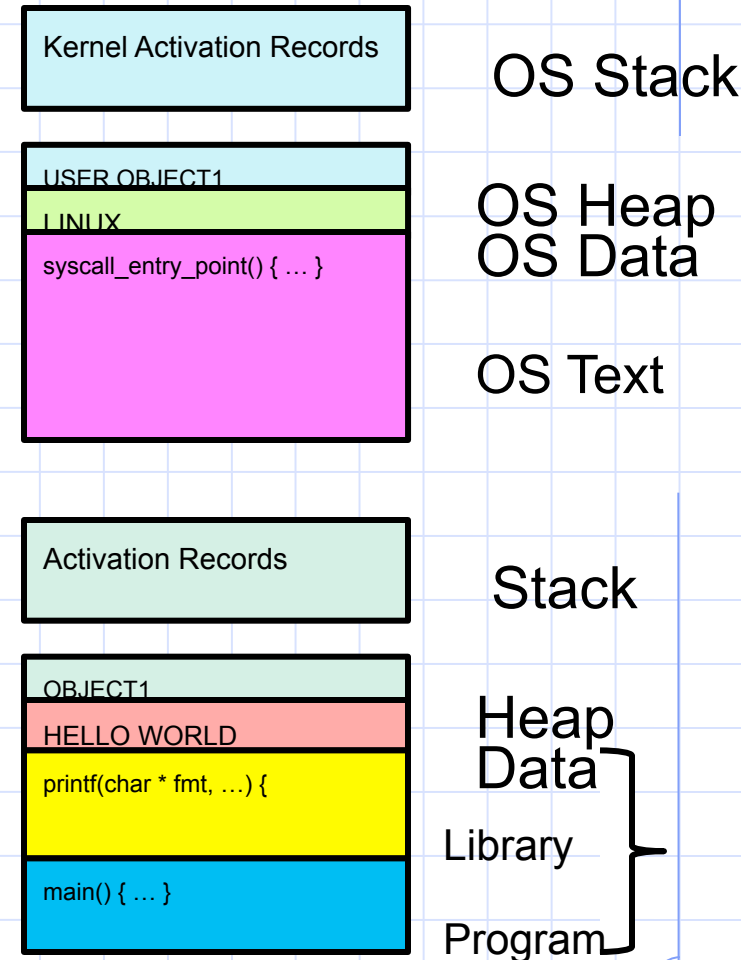 Kernel Activation Records
OS Stack
USER OBJECT1
OS Heap
LINUX
OS Data
syscall_entry_point() { … }
OS Text
Activation Records
Stack
OBJECT1
Heap
HELLO WORLD
Data
printf(char * fmt, …) {
Library
main() { … }
Program